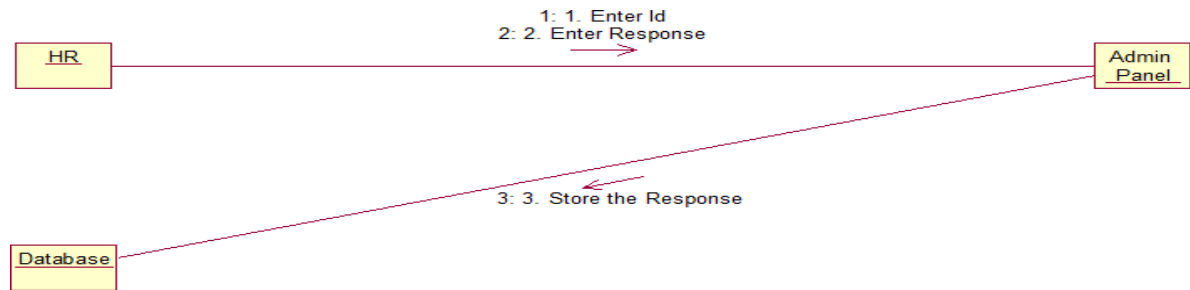 1: 1. Enter Id
2: 2. Enter Response
HR
Admin
Panel
3: 3. Store the Response
Database